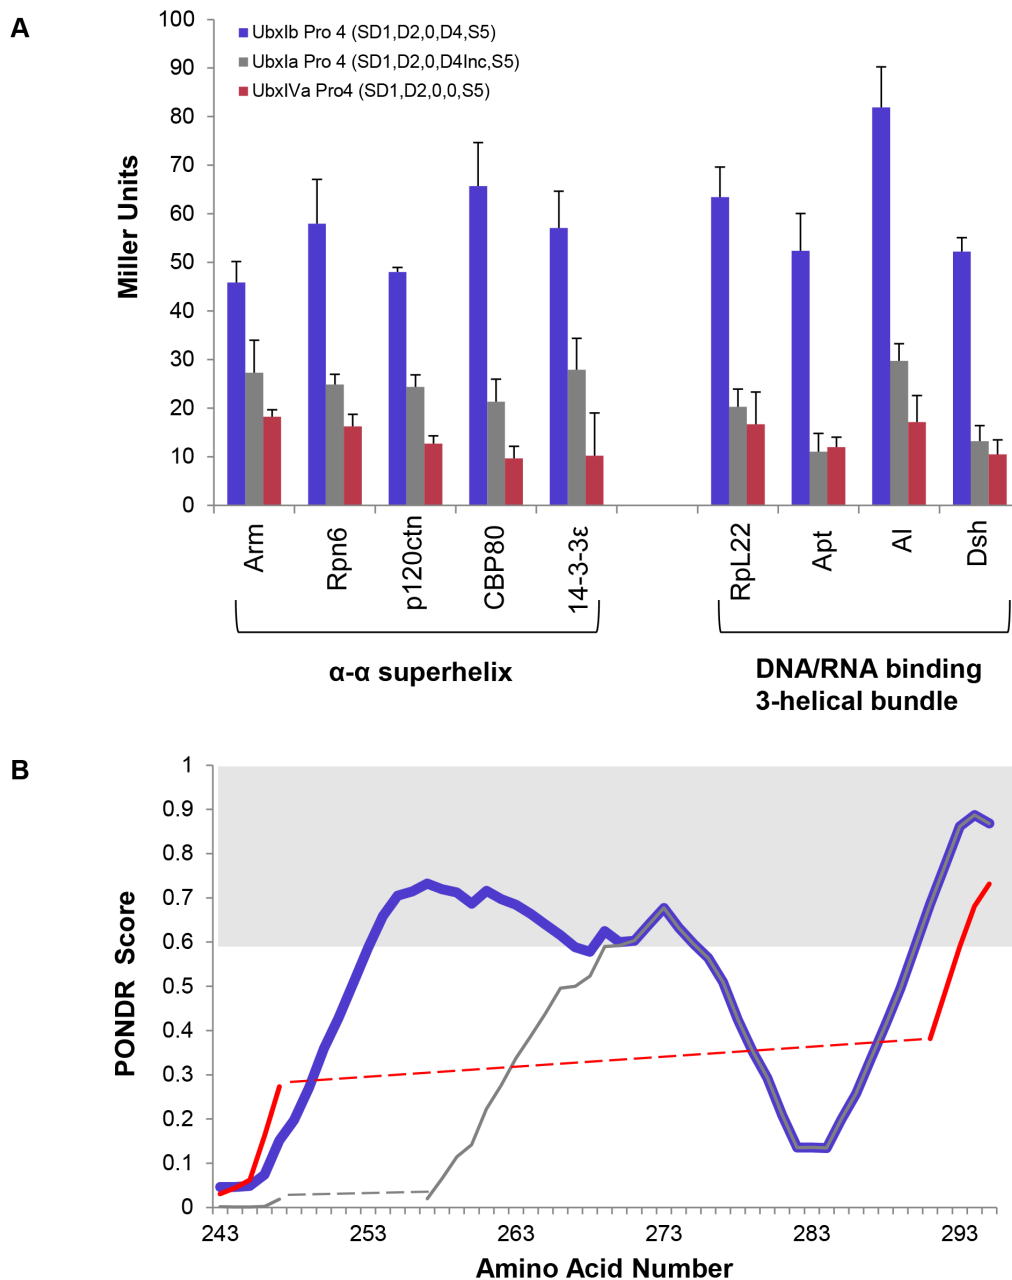 A
100
90
80
70
60
50
40
30
20
10
0
Miller Units
UbxIb Pro 4 (SD1,D2,0,D4,S5)
UbxIa Pro 4 (SD1,D2,0,D4Inc,S5)
UbxIVa Pro4 (SD1,D2,0,0,S5)
Arm
Rpn6
p120ctn
CBP80
14-3-3ε
RpL22
Apt
Al
Dsh
α-α superhelix
DNA/RNA binding
3-helical bundle
B
1
0.9
0.8
0.7
0.6
0.5
0.4
0.3
0.2
0.1
0
PONDR Score
243 253 263 273 283 293
Amino Acid Number